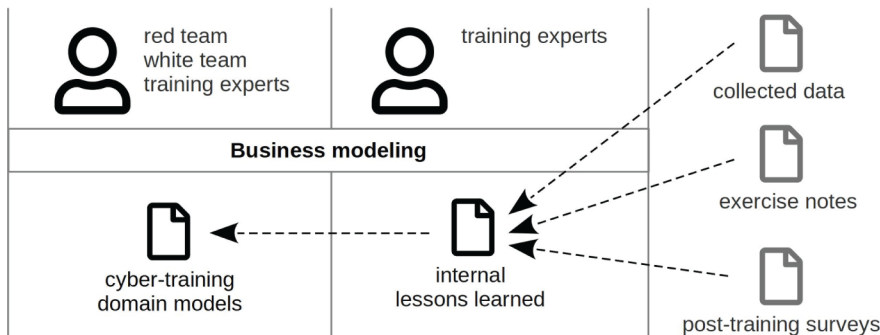 red team
white team
training experts
training experts
collected data
Business modeling
exercise notes
cyber-training
domain models
internal
lessons learned
post-training surveys